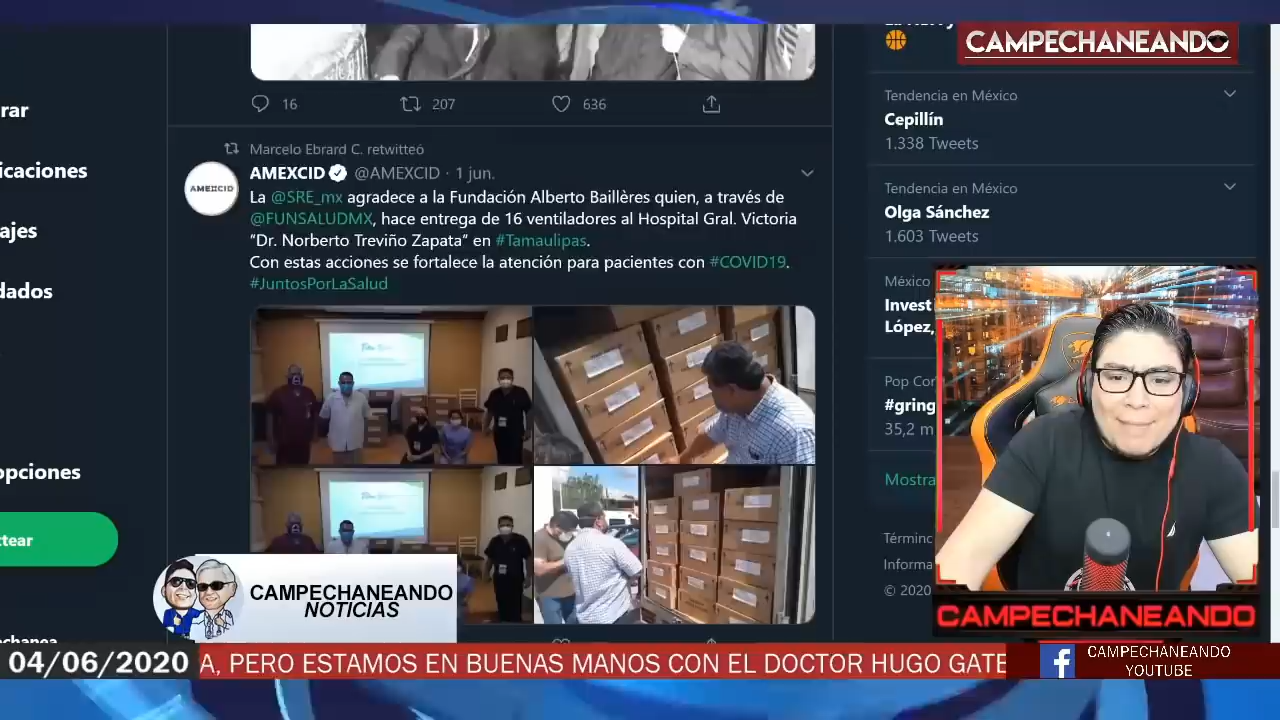 rar
icaciones
ajes
dados
opciones
ttear
16
207
636
Marcelo Ebrard C. retwitteó
AMEXCID @AMEXCID · 1 jun.
AMEXCID
La @SRE_mx agradece a la Fundación Alberto Baillères quien, a través de
@FUNSALUDMX, hace entrega de 16 ventiladores al Hospital Gral. Victoria
“Dr. Norberto Treviño Zapata” en #Tamaulipas.
Con estas acciones se fortalece la atención para pacientes con #COVID19.
#JuntosPorLaSalud
CAMPECHANEANDO
Tendencia en México
Cepillín
1.338 Tweets
Tendencia en México
Olga Sánchez
1.603 Tweets
México
Invest
López,
Pop Cor
#gring
35,2 m
Mostra
Términc
Informa
© 2020
CAMPECHANEANDO
CAMPECHANEANDO
NOTICIAS
04/06/2020
A, PERO ESTAMOS EN BUENAS MANOS CON EL DOCTOR HUGO GATE
CAMPECHANEANDO
YOUTUBE